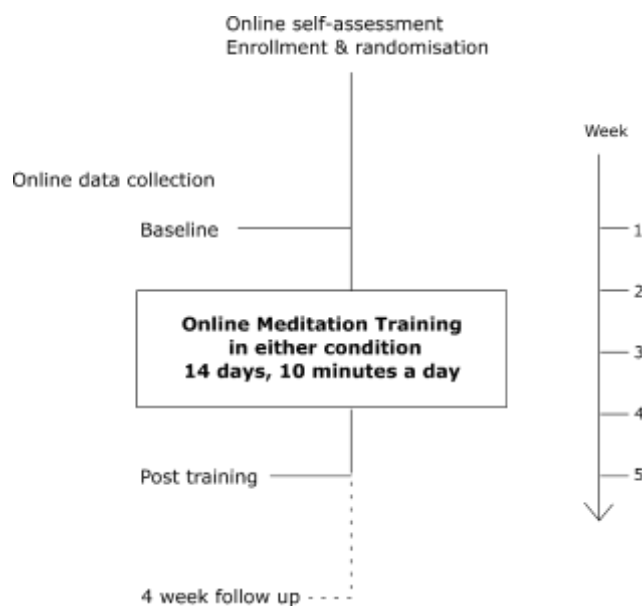 Online self-assessment
Enrollment & randomisation
Week
Online data collection
Baseline
1
2
Online Meditation Training
in either condition
14 days, 10 minutes a day
3
4
Post training
5
4 week follow up